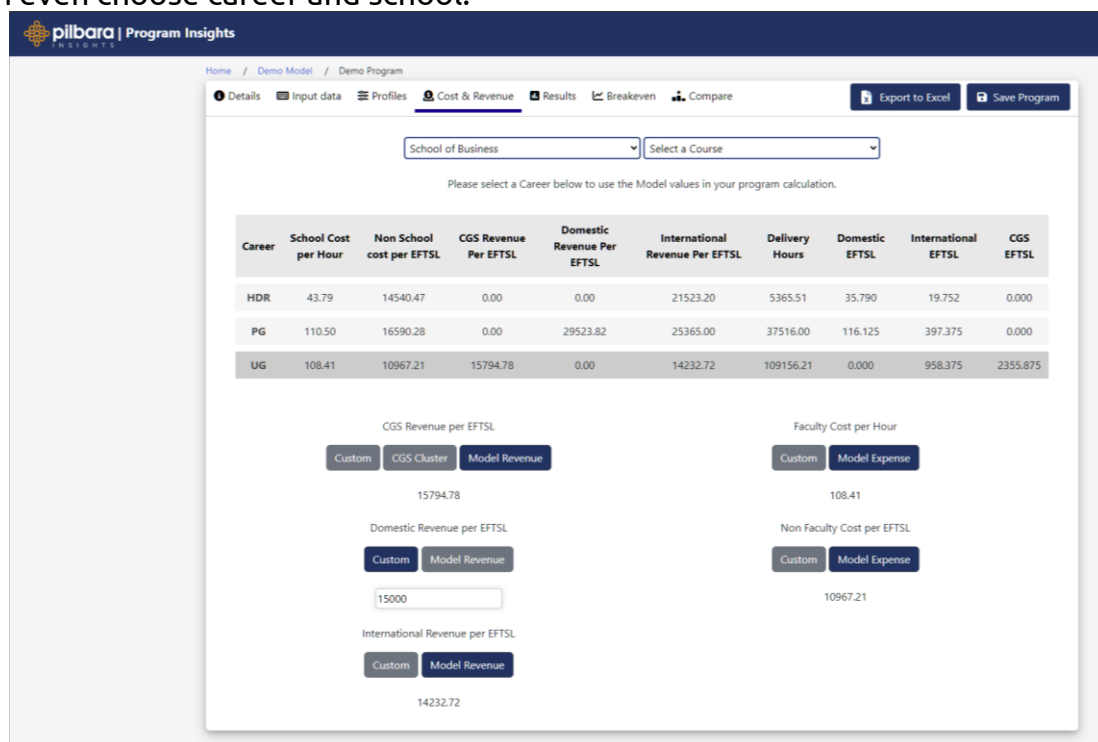 even choose career and school.
pilbara | Program Insights
INSIGHTS
Home / Demo Model / Demo Program
Details Input data Profiles Cost & Revenue Results Breakeven Compare Export to Excel Save Program
School of Business Select a Course
Please select a Career below to use the Model values in your program calculation.
Career School Cost per Hour Non School cost per EFTSL CGS Revenue Per EFTSL Domestic Revenue Per EFTSL International Revenue Per EFTSL Delivery Hours Domestic EFTSL International EFTSL CGS EFTSL
HDR 43.79 14540.47 0.00 0.00 21523.20 5365.51 35.790 19.752 0.000
PG 110.50 16590.28 0.00 29523.82 25365.00 37516.00 116.125 397.375 0.000
UG 108.41 10967.21 15794.78 0.00 14232.72 109156.21 0.000 958.375 2355.875
CGS Revenue per EFTSL Faculty Cost per Hour
Custom CGS Cluster Model Revenue Custom Model Expense
15794.78 108.41
Domestic Revenue per EFTSL Non Faculty Cost per EFTSL
Custom Model Revenue Custom Model Expense
15000 10967.21
International Revenue per EFTSL
Custom Model Revenue
14232.72